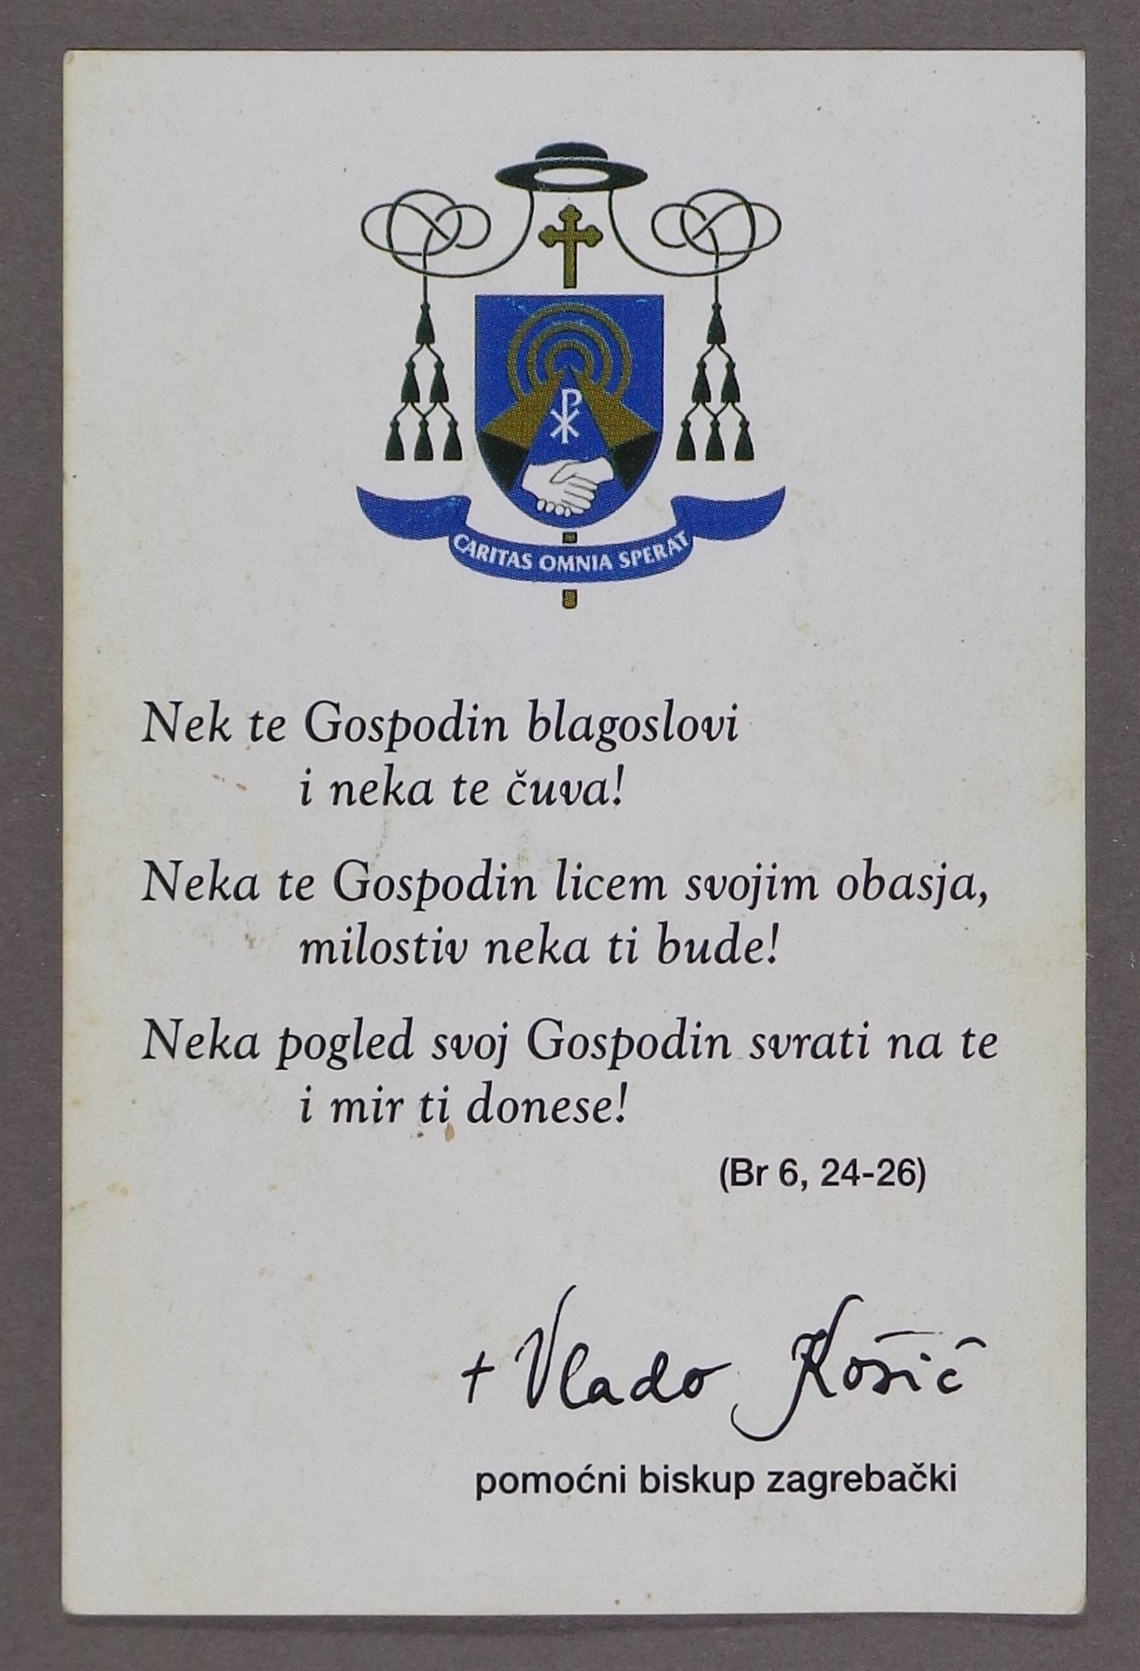 CARITAS OMNIA SPERAT
Nek te Gospodin blagoslovi
i neka te čuva!
Neka te Gospodin licem svojim obasja,
milostiv neka ti bude!
Neka pogled svoj Gospodin svrati na te
i mir ti donese!
(Br 6, 24-26)
+ Vlado Košić
pomoćni biskup zagrebački